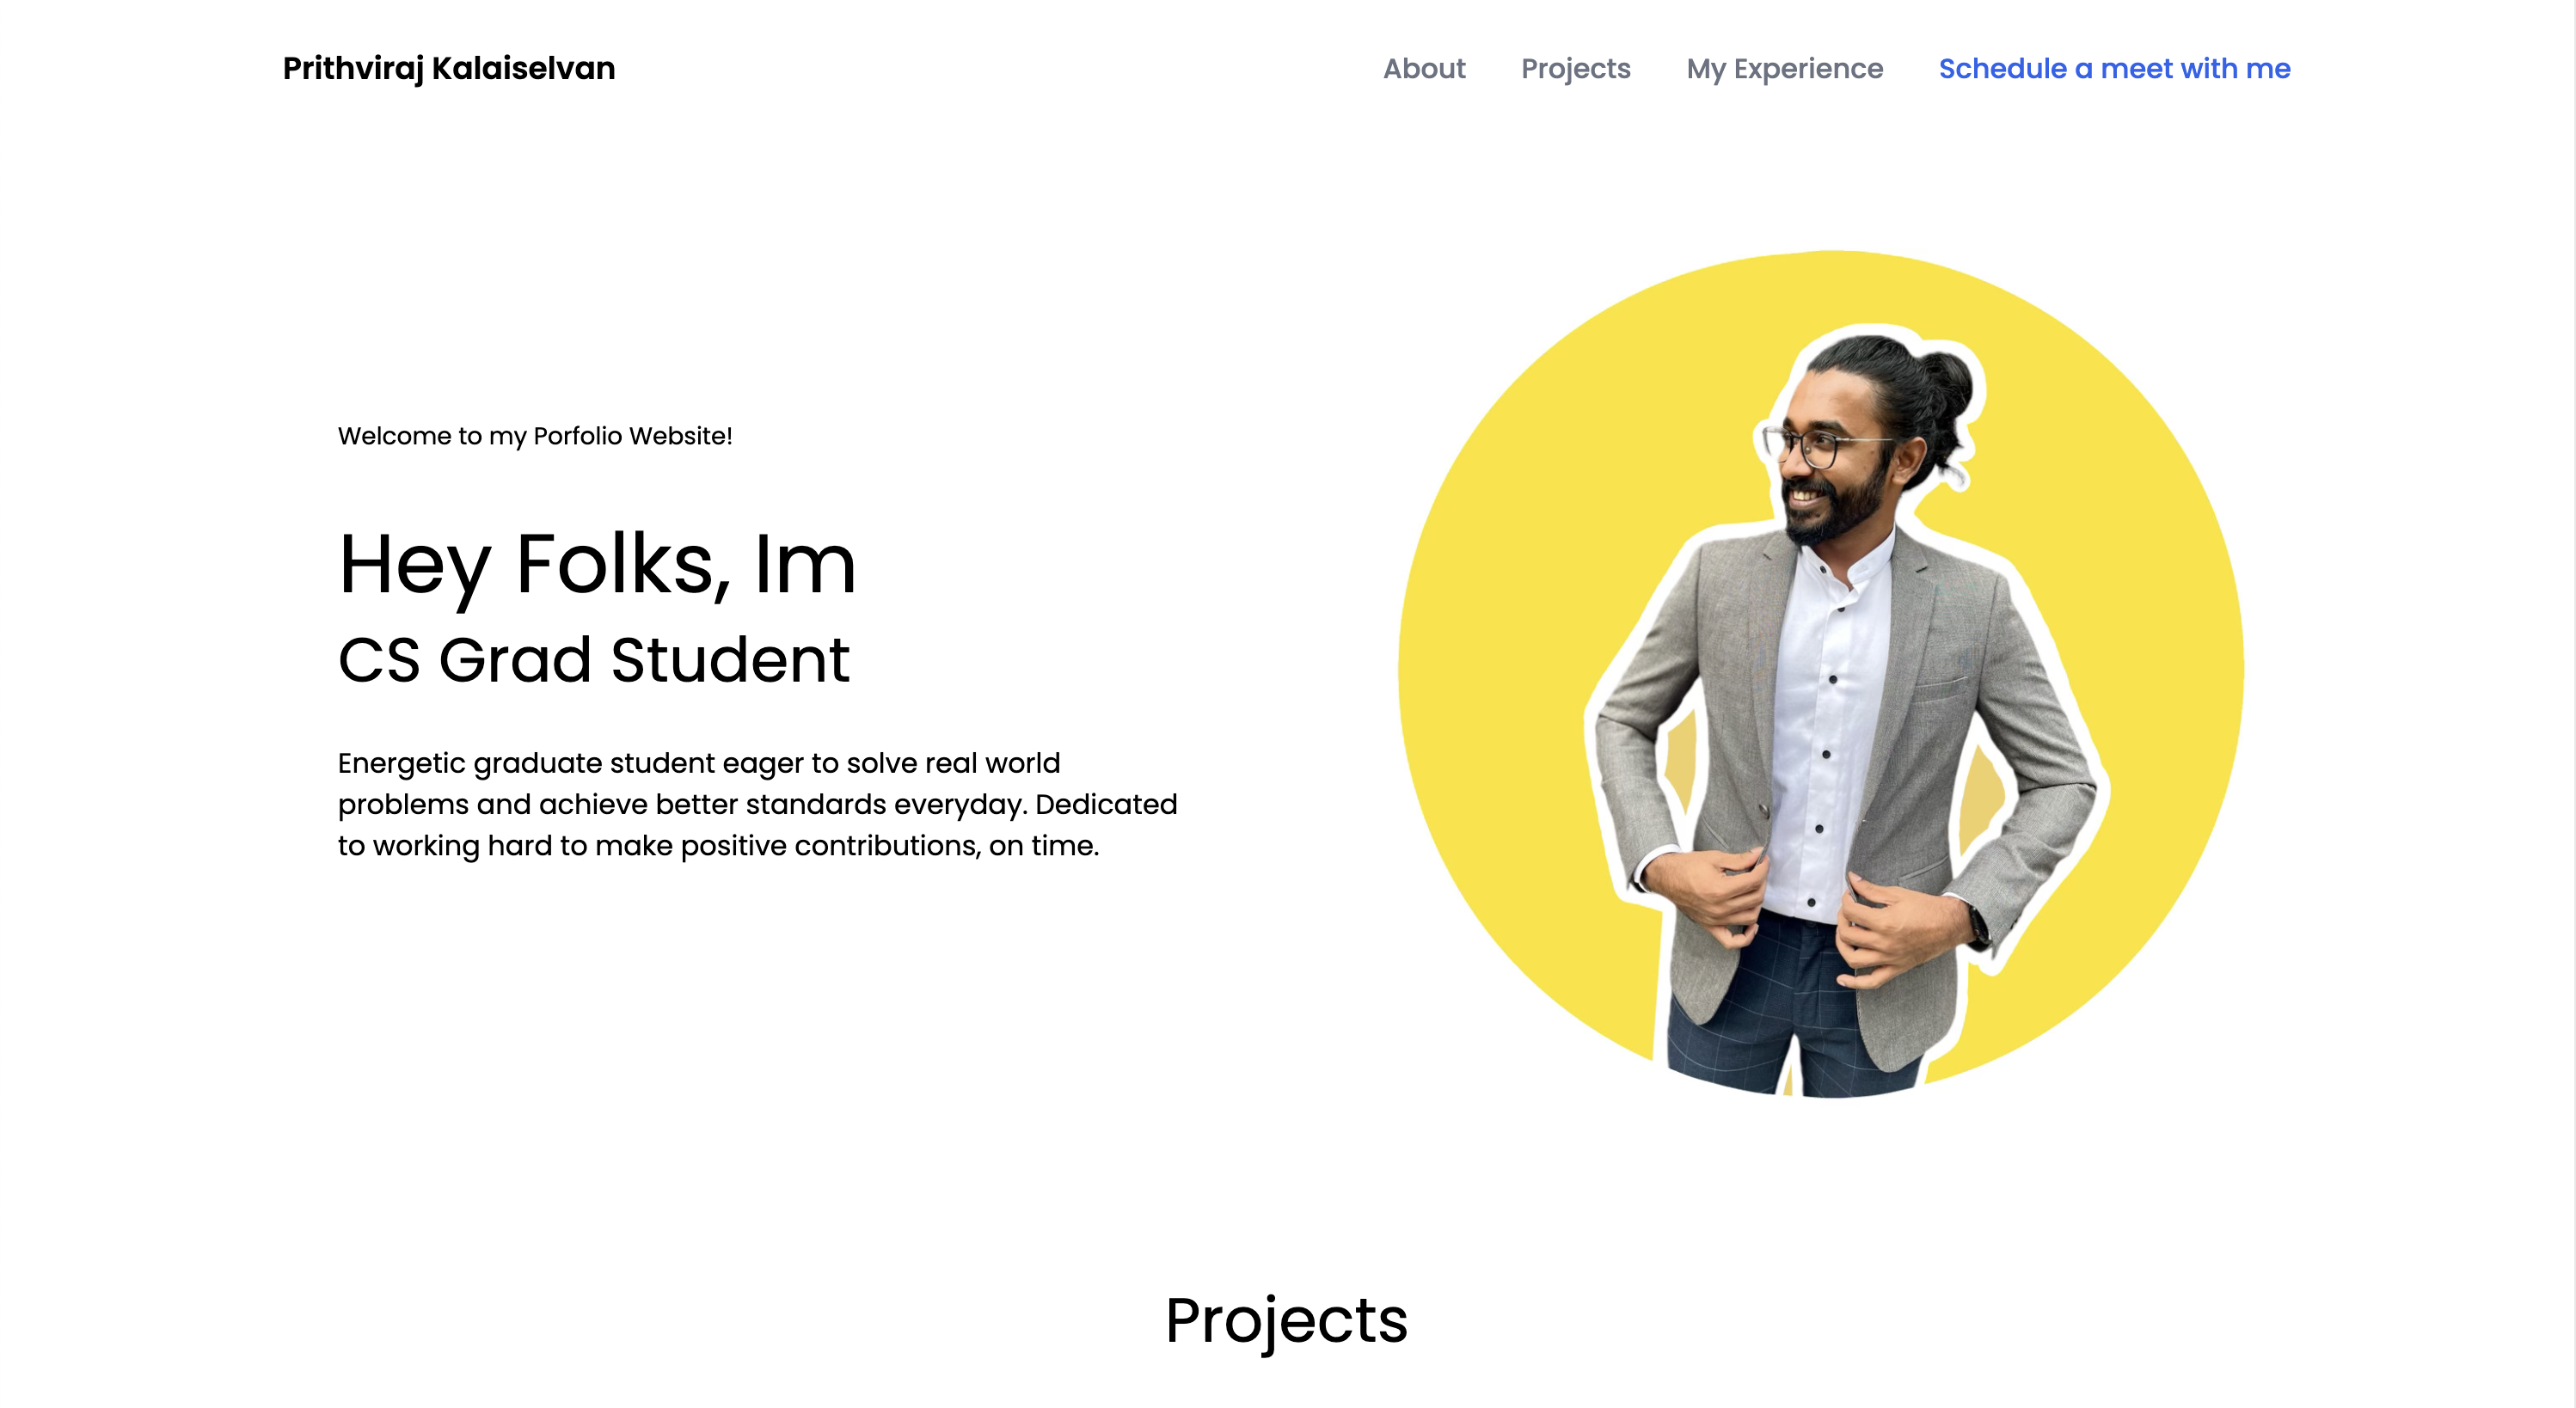 Prithviraj Kalaiselvan
About Projects My Experience Schedule a meet with me
Welcome to my Porfolio Website!
Hey Folks, Im
CS Grad Student
Energetic graduate student eager to solve real world
problems and achieve better standards everyday. Dedicated
to working hard to make positive contributions, on time.
Projects